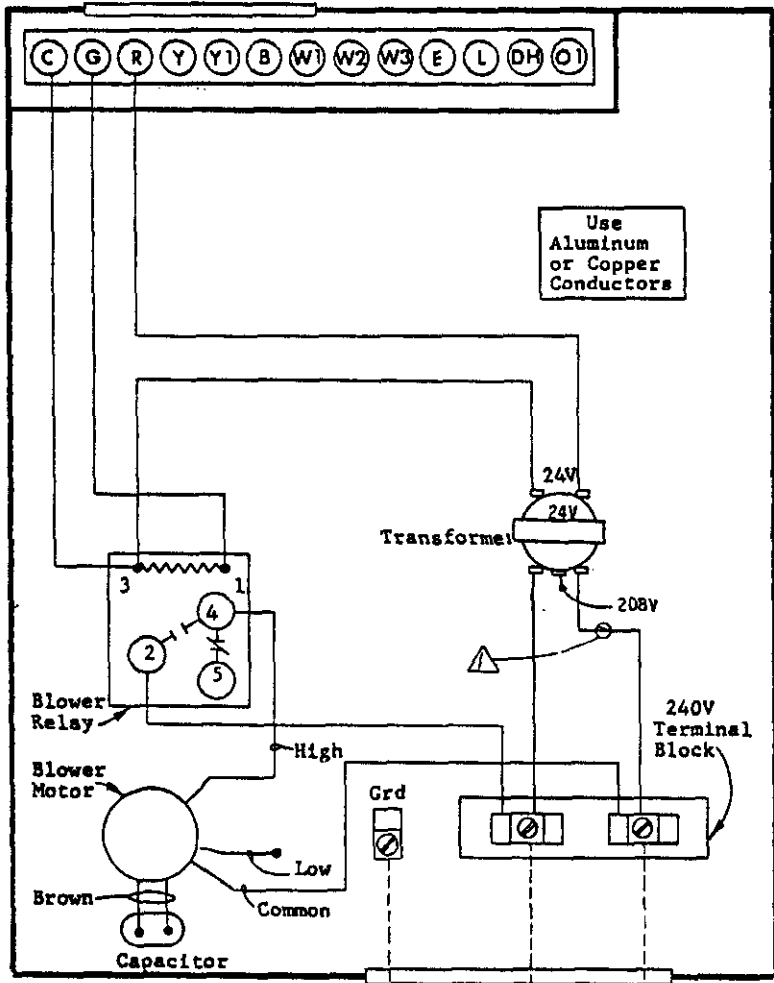 C G R Y Y1 B W1 W2 W3 E L DH O1
Use
Aluminum
or Copper
Conductors
24V
24V
Transformer
208V
3
1
4
2
5
Blower
Relay
240V
Terminal
Block
High
Blower
Motor
Grd
Low
Brown
Common
Capacitor